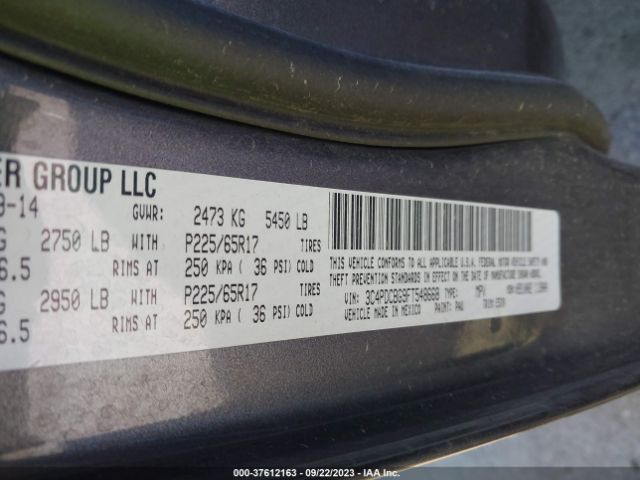 ER GROUP LLC
-14
GVWR: 2473 KG 5450 LB
G 2750 LB WITH P225/65R17 TIRES
6.5 RIMS AT 250 KPA ( 36 PSI) COLD
G 2950 LB WITH P225/65R17 TIRES
6.5 RIMS AT 250 KPA ( 36 PSI) COLD
THIS VEHICLE CONFORMS TO ALL APPLICABLE U.S.A. FEDERAL MOTOR VEHICLE SAFETY AND
THEFT PREVENTION STANDARDS IN EFFECT ON THE DATE OF MANUFACTURE SHOWN ABOVE.
VIN: 3C4PDCBG9FT548688 TYPE: MPV
VEHICLE MADE IN MEXICO PAINT: PAU TRIM:
000-37612163 - 09/22/2023 - IAA Inc.